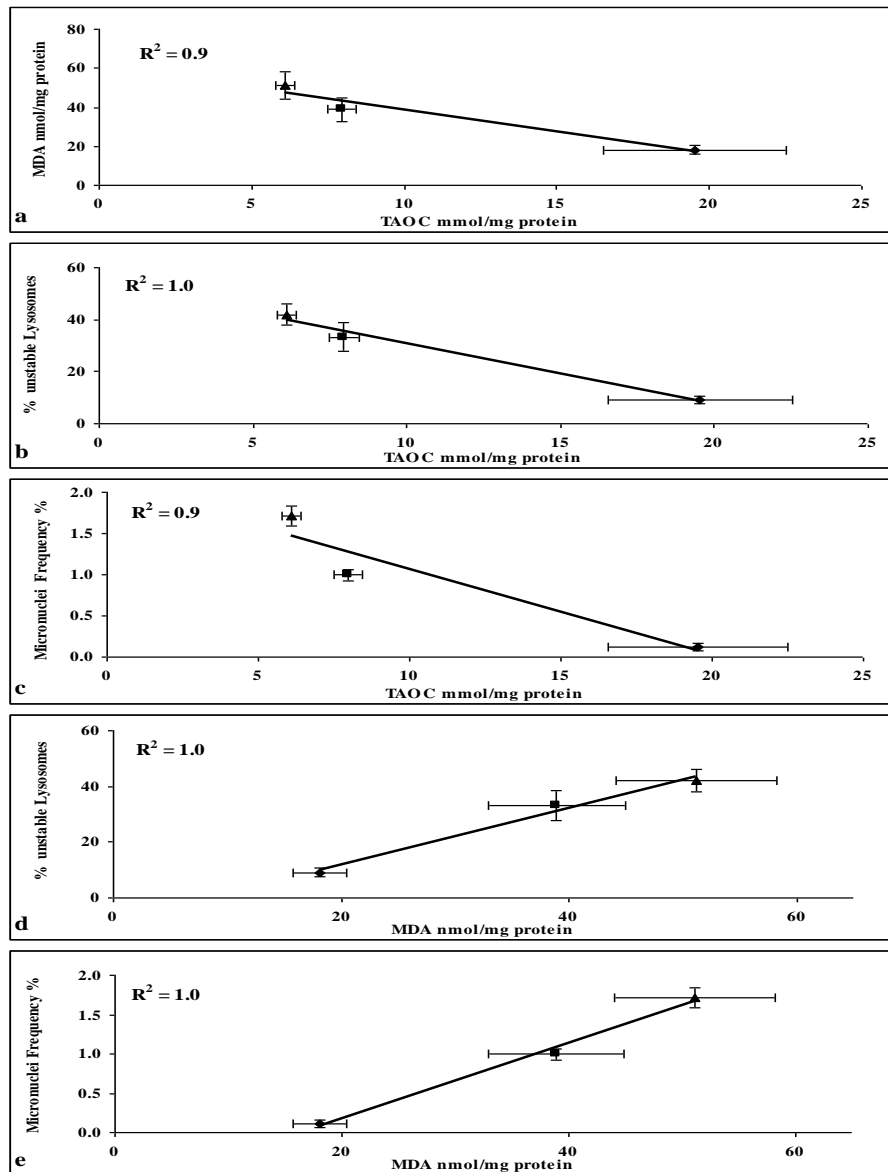 80
R² = 0.9
60
40
20
0
MDA nmol/mg protein
0 5 10 15 20 25
TAOC mmol/mg protein
a
60
R² = 1.0
40
20
0
% unstable Lysosomes
0 5 10 15 20 25
TAOC mmol/mg protein
b
2.0
R² = 0.9
1.5
1.0
0.5
0.0
Micronuclei Frequency %
0 5 10 15 20 25
TAOC mmol/mg protein
c
60
R² = 1.0
40
20
0
% unstable Lysosomes
0 20 40 60
MDA nmol/mg protein
d
2.0
R² = 1.0
1.5
1.0
0.5
0.0
Micronuclei Frequency %
0 20 40 60
MDA nmol/mg protein
e